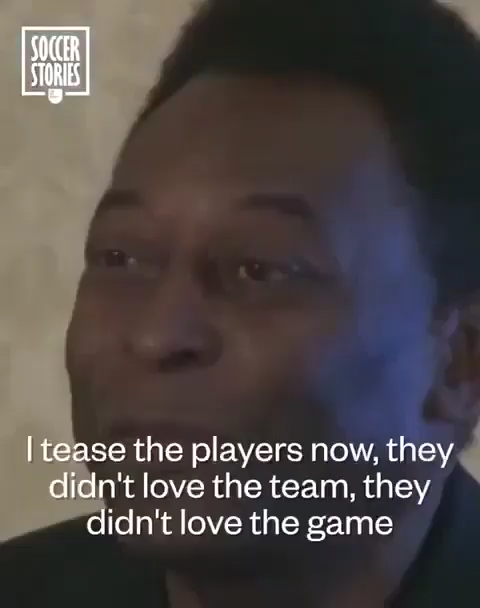 SOCCER
STORIES
I tease the players now, they
didn't love the team, they
didn't love the game